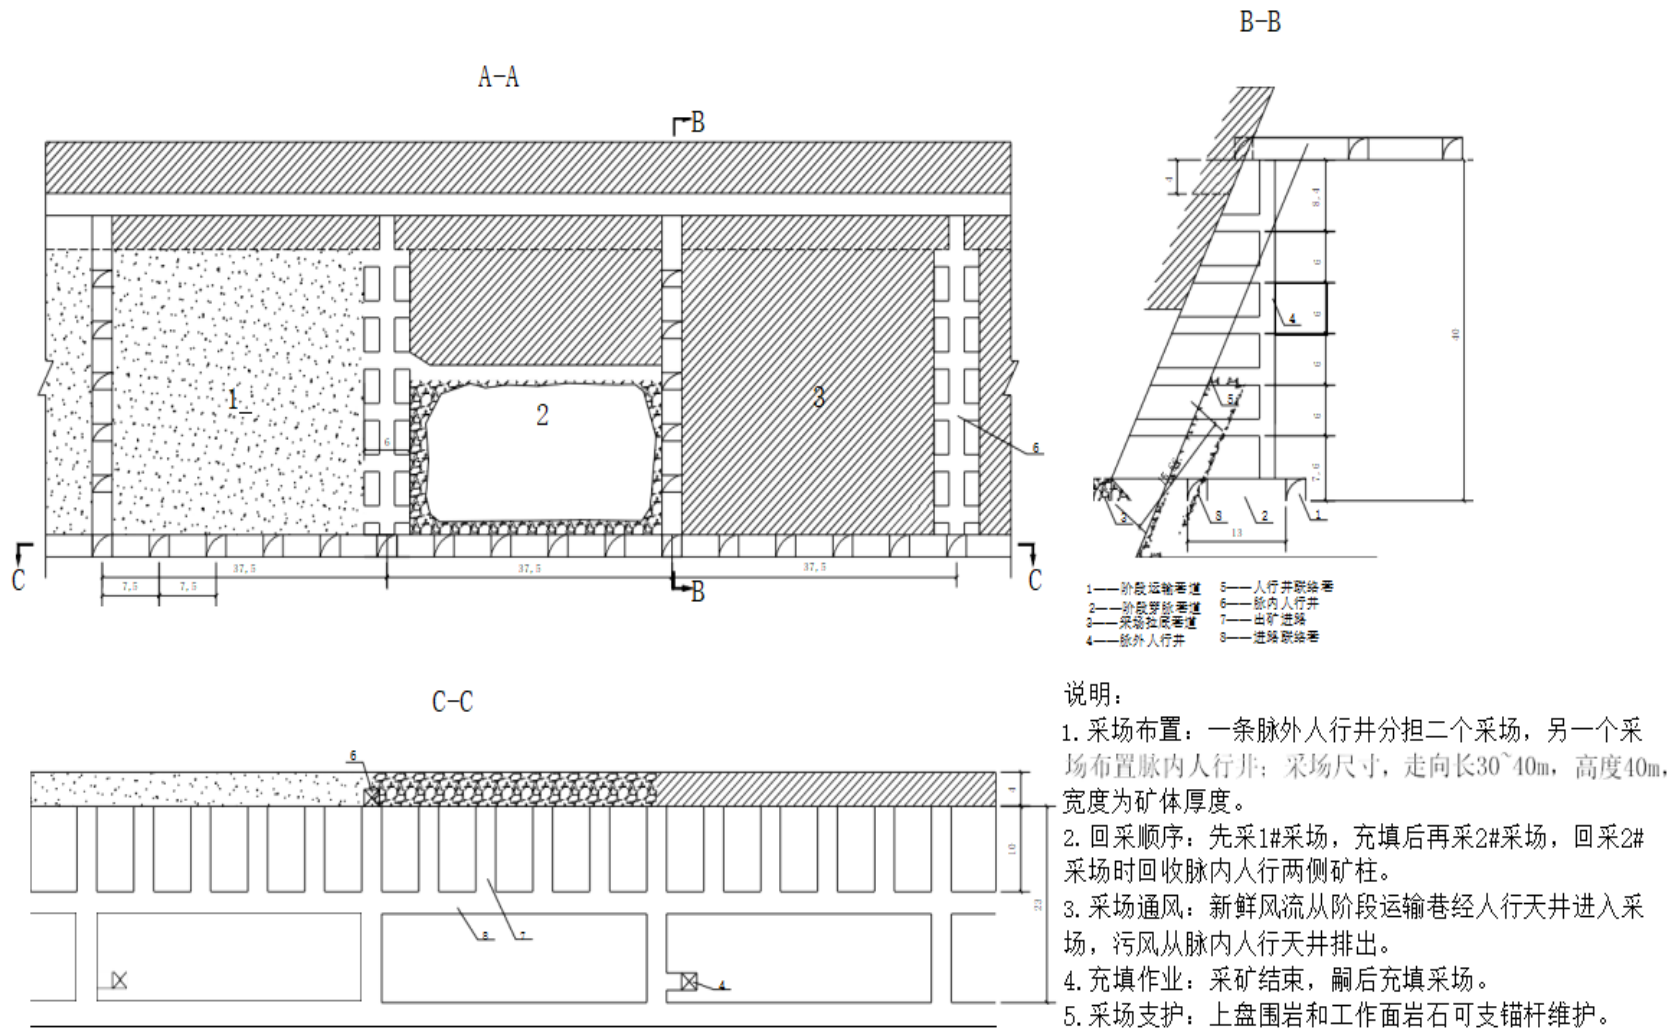 A-A
B
1
2
3
6
6
C
C
37,5
37,5
37,5
7,5
7,5
B
B-B
4
8,4
6
6
6
6
7,6
40
4
5
3
8
2
1
13
1——阶段运输巷道
2——阶段穿脉巷道
3——采场拉底巷道
4——脉外人行井
5——人行井联络巷
6——脉内人行井
7——出矿进路
8——进路联络巷
C-C
6
4
10
23
8
7
4
说明:
1.采场布置: 一条脉外人行井分担二个采场, 另一个采
场布置脉内人行井; 采场尺寸, 走向长30~40m, 高度40m,
宽度为矿体厚度。
2.回采顺序: 先采1#采场, 充填后再采2#采场, 回采2#
采场时回收脉内人行两侧矿柱。
3.采场通风: 新鲜风流从阶段运输巷经人行天井进入采
场, 污风从脉内人行天井排出。
4.充填作业: 采矿结束, 嗣后充填采场。
5.采场支护: 上盘围岩和工作面岩石可支锚杆维护。